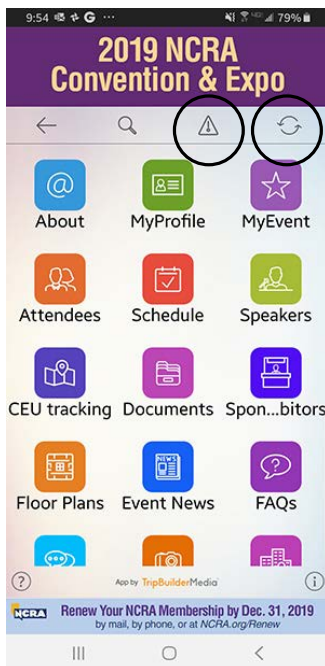 9:54 G ... 79%
2019 NCRA
Convention & Expo
About MyProfile MyEvent
Attendees Schedule Speakers
CEU tracking Documents Spon...bitors
NEWS
Floor Plans Event News FAQs
? App by TripBuilderMedia i
NCRA Renew Your NCRA Membership by Dec. 31, 2019
by mail, by phone, or at NCRA.org/Renew